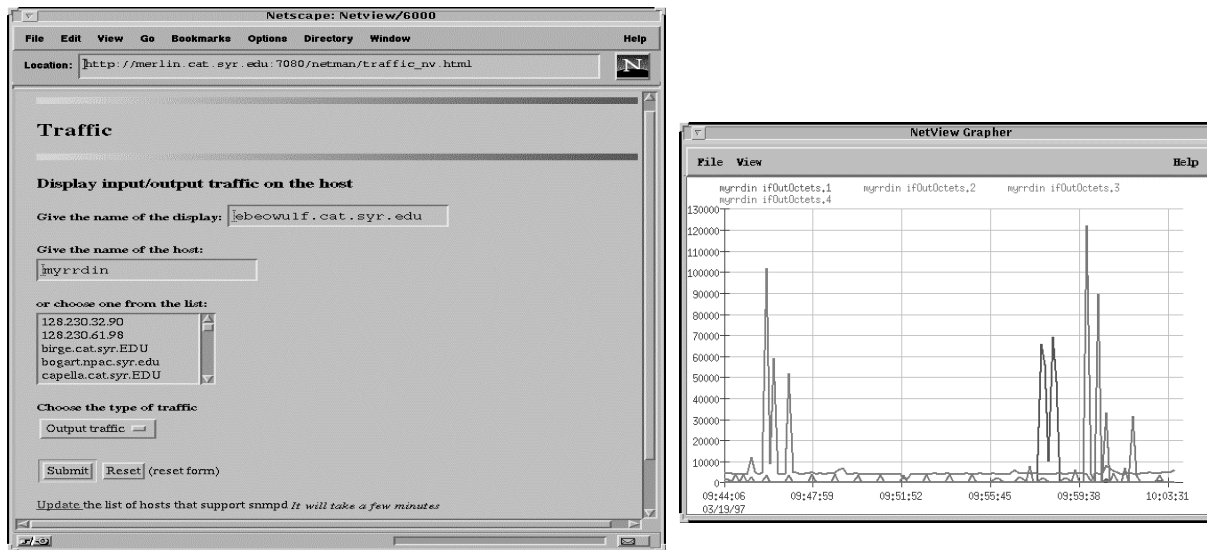 Netscape: Netview/6000
File Edit View Go Bookmarks Options Directory Window Help
Location: http://merlin.cat.syr.edu:7080/netman/traffic_nv.html
N
Traffic
Display input/output traffic on the host
Give the name of the display: ebeowulf.cat.syr.edu
Give the name of the host:
myrrdin
or choose one from the list:
128.230.32.90
128.230.61.98
birge.cat.syr.EDU
bogart.npac.syr.edu
capella.cat.syr.EDU
Choose the type of traffic
Output traffic
Submit Reset (reset form)
Update the list of hosts that support snmpd It will take a few minutes
NetView Grapher
File View Help
myrrdin ifOutOctets.1 myrrdin ifOutOctets.2 myrrdin ifOutOctets.3
myrrdin ifOutOctets.4
130000
120000
110000
100000
90000
80000
70000
60000
50000
40000
30000
20000
10000
0
09:44:06 09:47:59 09:51:52 09:55:45 09:59:38 10:03:31
03/19/97